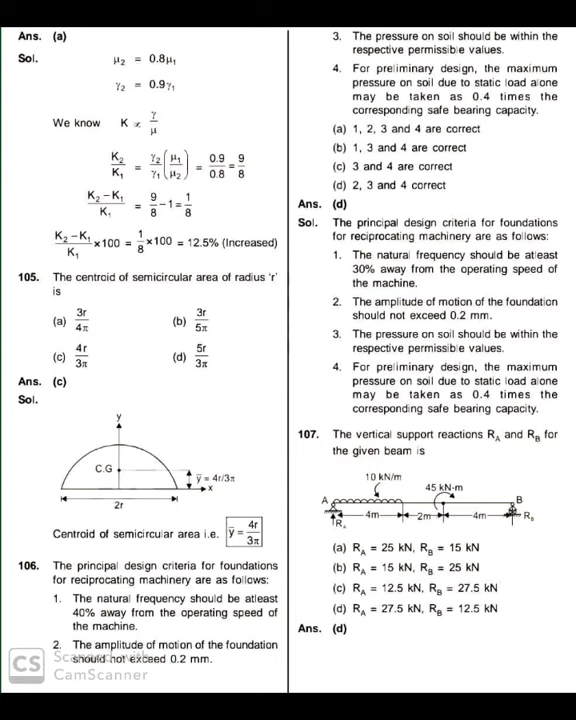 Ans. (a)
Sol. μ₂ = 0.8μ₁
γ₂ = 0.9γ₁
We know K ∝ γ/μ
K₂/K₁ = γ₂/γ₁ (μ₁/μ₂) = 0.9/0.8 = 9/8
(K₂ – K₁)/K₁ = 9/8 – 1 = 1/8
(K₂ – K₁)/K₁ × 100 = 1/8 × 100 = 12.5% (Increased)
105. The centroid of semicircular area of radius 'r'
is
(a) 3r/4π (b) 3r/5π
(c) 4r/3π (d) 5r/3π
Ans. (c)
Sol.
y
C.G
ȳ = 4r/3π
x
2r
Centroid of semicircular area i.e. ȳ = 4r/3π
106. The principal design criteria for foundations
for reciprocating machinery are as follows:
1. The natural frequency should be atleast
40% away from the operating speed of
the machine.
2. The amplitude of motion of the foundation
should not exceed 0.2 mm.
CS Scanned with
CamScanner
3. The pressure on soil should be within the
respective permissible values.
4. For preliminary design, the maximum
pressure on soil due to static load alone
may be taken as 0.4 times the
corresponding safe bearing capacity.
(a) 1, 2, 3 and 4 are correct
(b) 1, 3 and 4 are correct
(c) 3 and 4 are correct
(d) 2, 3 and 4 correct
Ans. (d)
Sol. The principal design criteria for foundations
for reciprocating machinery are as follows:
1. The natural frequency should be atleast
30% away from the operating speed of
the machine.
2. The amplitude of motion of the foundation
should not exceed 0.2 mm.
3. The pressure on soil should be within the
respective permissible values.
4. For preliminary design, the maximum
pressure on soil due to static load alone
may be taken as 0.4 times the
corresponding safe bearing capacity.
107. The vertical support reactions R_A and R_B for
the given beam is
10 kN/m
45 kN-m
A B
4m 2m 4m
R_A R_B
(a) R_A = 25 kN, R_B = 15 kN
(b) R_A = 15 kN, R_B = 25 kN
(c) R_A = 12.5 kN, R_B = 27.5 kN
(d) R_A = 27.5 kN, R_B = 12.5 kN
Ans. (d)